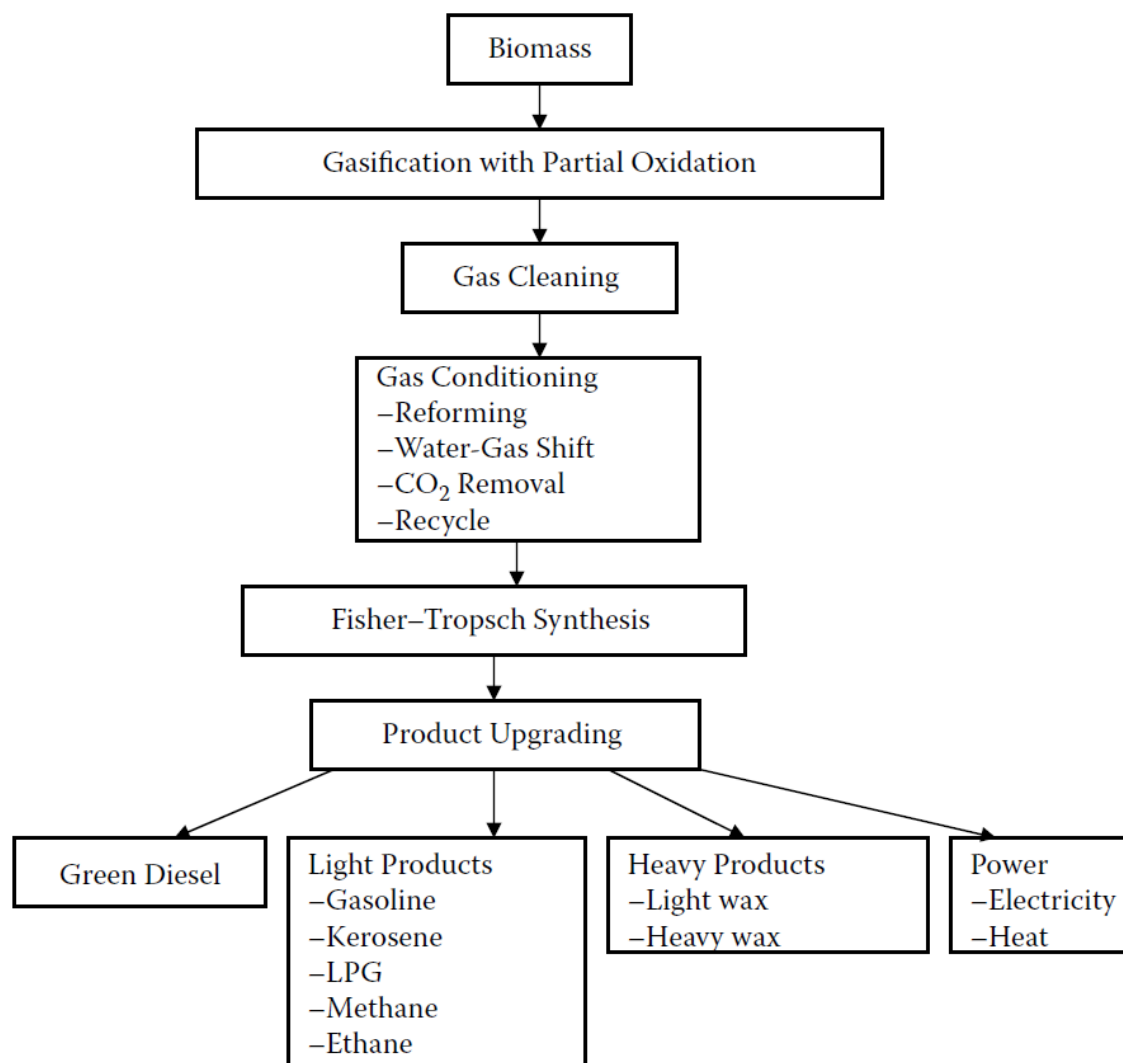 Biomass
Gasification with Partial Oxidation
Gas Cleaning
Gas Conditioning
–Reforming
–Water-Gas Shift
–CO₂ Removal
–Recycle
Fisher–Tropsch Synthesis
Product Upgrading
Green Diesel
Light Products
–Gasoline
–Kerosene
–LPG
–Methane
–Ethane
Heavy Products
–Light wax
–Heavy wax
Power
–Electricity
–Heat